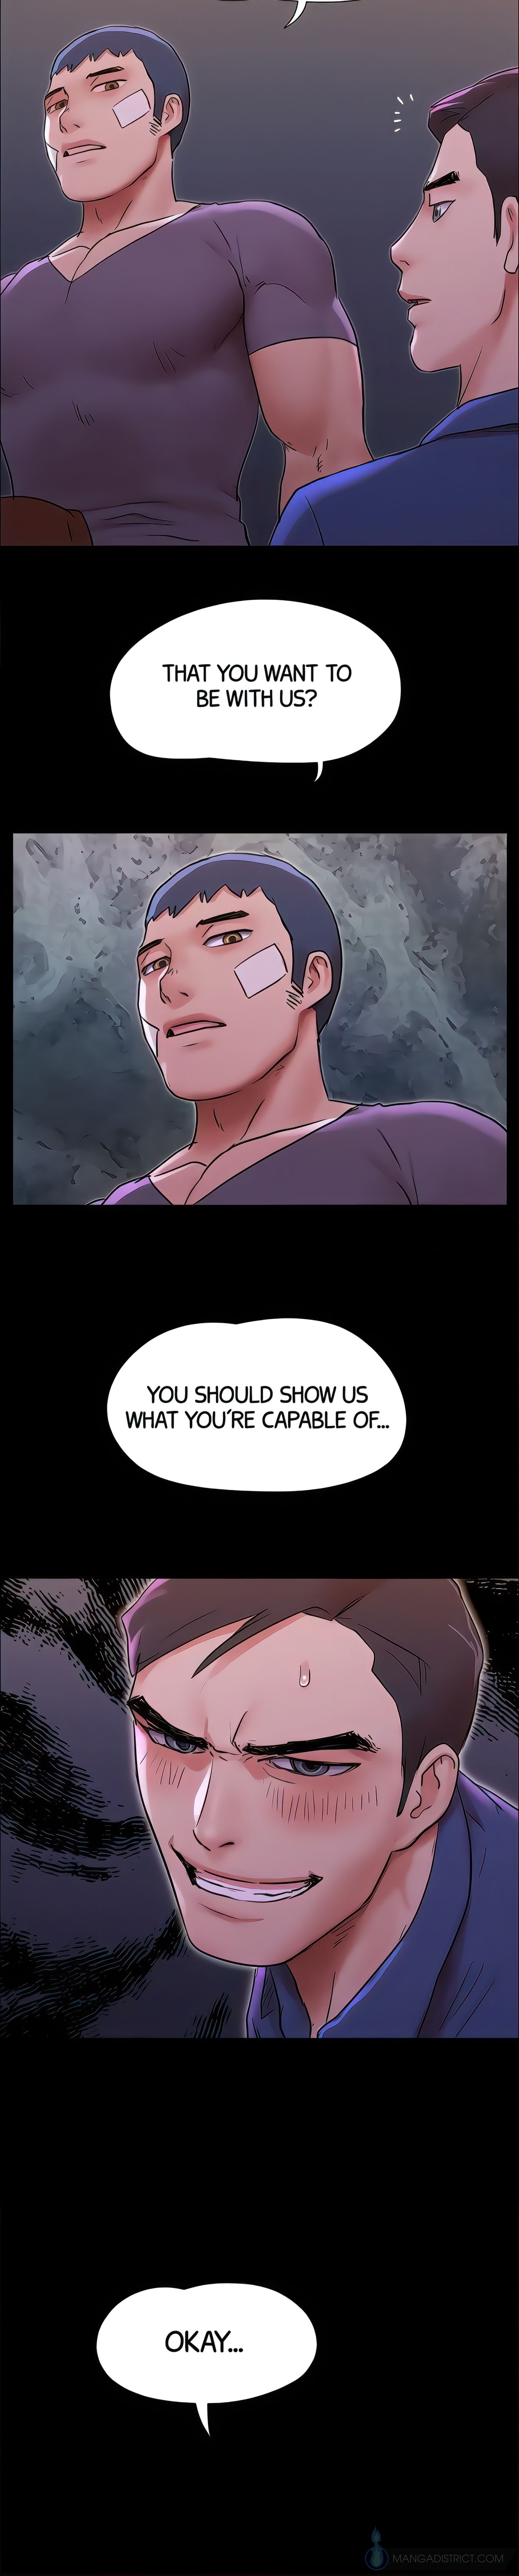 THAT YOU WANT TO
BE WITH US?
YOU SHOULD SHOW US
WHAT YOU'RE CAPABLE OF...
OKAY...
MANGADISTRICT.COM